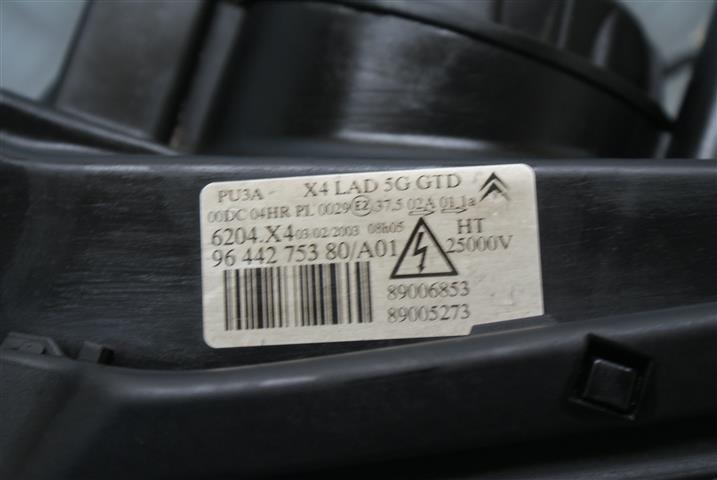 PU3A X4 LAD 5G GTD
00DC 04HR PL 0029 E2 37.5 02A 01 1a
6204.X4 03/02/2003 08h05 HT
96 442 753 80/A01 25000V
89006853
89005273